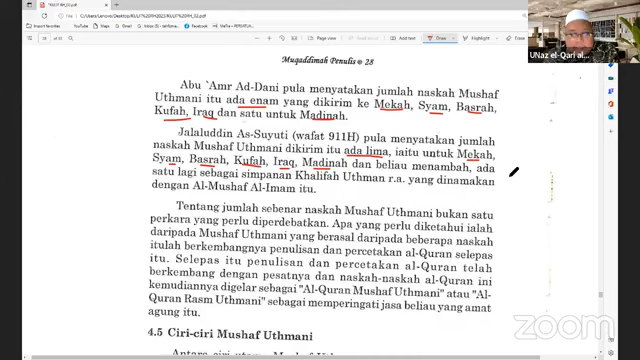 C:/Users/Lenovo/Desktop/
Import favorites
Draw
Muqaddimah Penulis @ 28
Abu `Amr Ad-Dani pula menyatakan jumlah naskah Mushaf
Uthmani itu ada enam yang dikirim ke Mekah, Syam, Basrah,
Kufah, Iraq dan satu untuk Madinah.
Jalaluddin As-Suyuti (wafat 911H) pula menyatakan jumlah
naskah Mushaf Uthmani dikirim itu ada lima, iaitu untuk Mekah,
Syam, Basrah, Kufah, Iraq, Madinah dan beliau menambah, ada
satu lagi sebagai simpanan Khalifah Uthman r.a. yang dinamakan
dengan Al-Mushaf Al-Imam itu.
Tentang jumlah sebenar naskah Mushaf Uthmani bukan satu
perkara yang perlu diperdebatkan. Apa yang perlu diketahui ialah
daripada Mushaf Uthmani yang berasal daripada beberapa naskah
itulah berkembangnya penulisan dan percetakan al-Quran selepas
itu. Selepas itu penulisan dan percetakan al-Quran telah
berkembang dengan pesatnya dan naskah-naskah al-Quran ini
kemudiannya digelar sebagai "Al-Quran Mushaf Uthmani" atau "Al-
Quran Rasm Uthmani" sebagai memperingati jasa beliau yang amat
agung itu.
4.5 Ciri-ciri Mushaf Uthmani
UNaz el-Qari al...
zoom